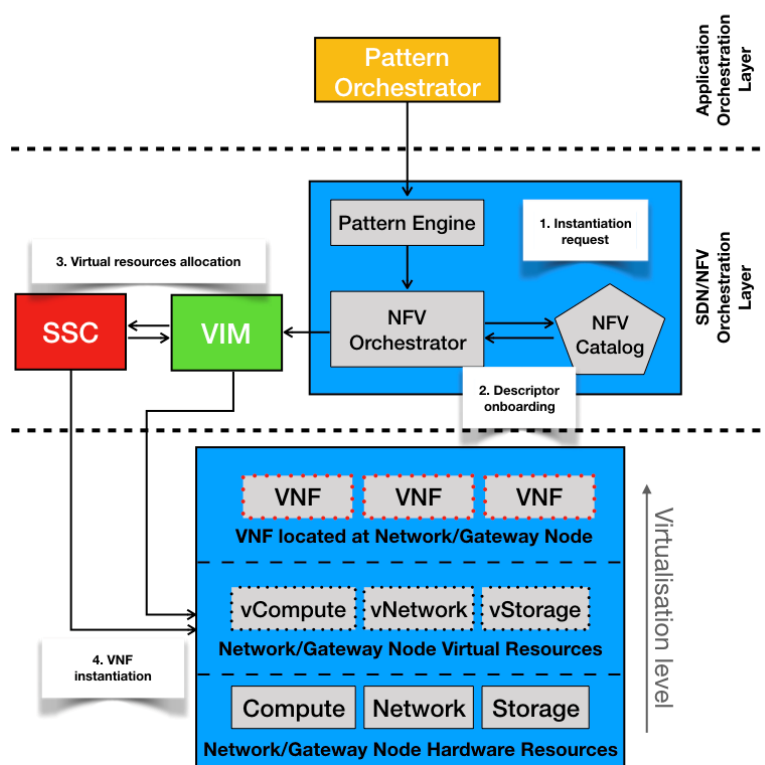 Pattern
Orchestrator
Application
Orchestration
Layer
Pattern Engine
1. Instantiation
request
3. Virtual resources allocation
SSC
VIM
NFV
Orchestrator
NFV
Catalog
SDN/NFV
Orchestration
Layer
2. Descriptor
onboarding
VNF
VNF
VNF
VNF located at Network/Gateway Node
vCompute
vNetwork
vStorage
Network/Gateway Node Virtual Resources
4. VNF
instantiation
Compute
Network
Storage
Network/Gateway Node Hardware Resources
Virtualisation level